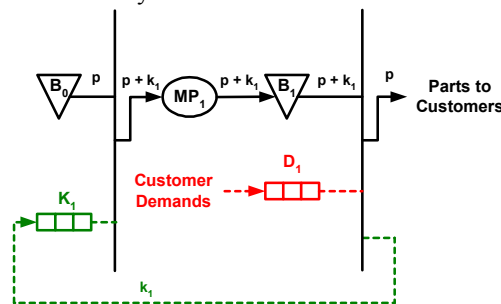 y
B0
p
p + k1
MP1
p + k1
B1
p + k1
p
Parts to
Customers
Customer
Demands
D1
K1
k1